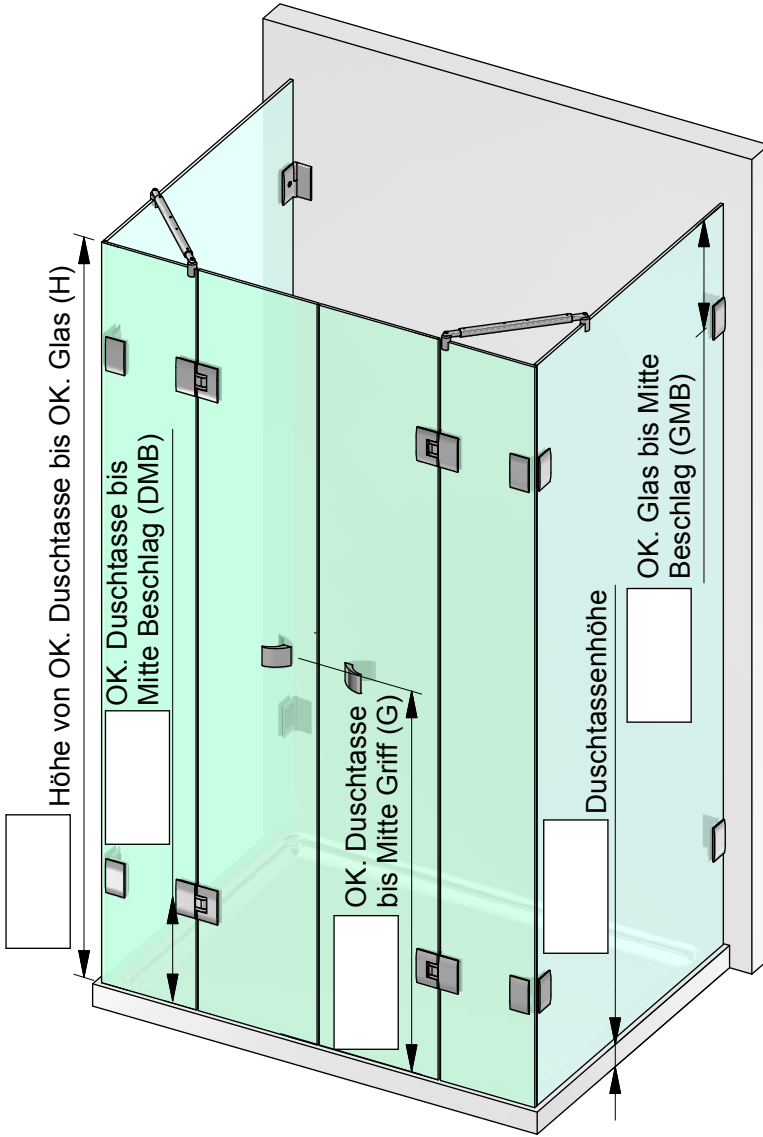 Höhe von OK. Duschtasse bis OK. Glas (H)
OK. Duschtasse bis
Mitte Beschlag (DMB)
OK. Duschtasse
bis Mitte Griff (G)
Duschtassenhöhe
OK. Glas bis Mitte
Beschlag (GMB)